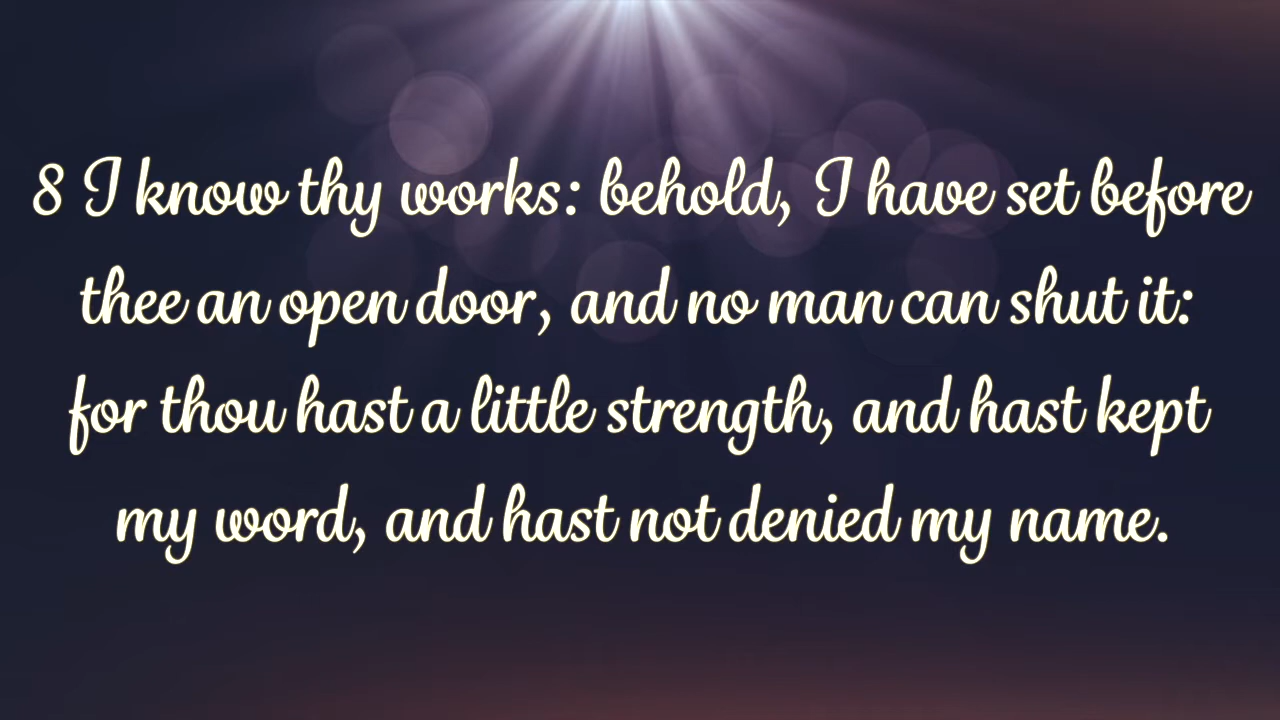 8 I know thy works: behold, I have set before
thee an open door, and no man can shut it:
for thou hast a little strength, and hast kept
my word, and hast not denied my name.